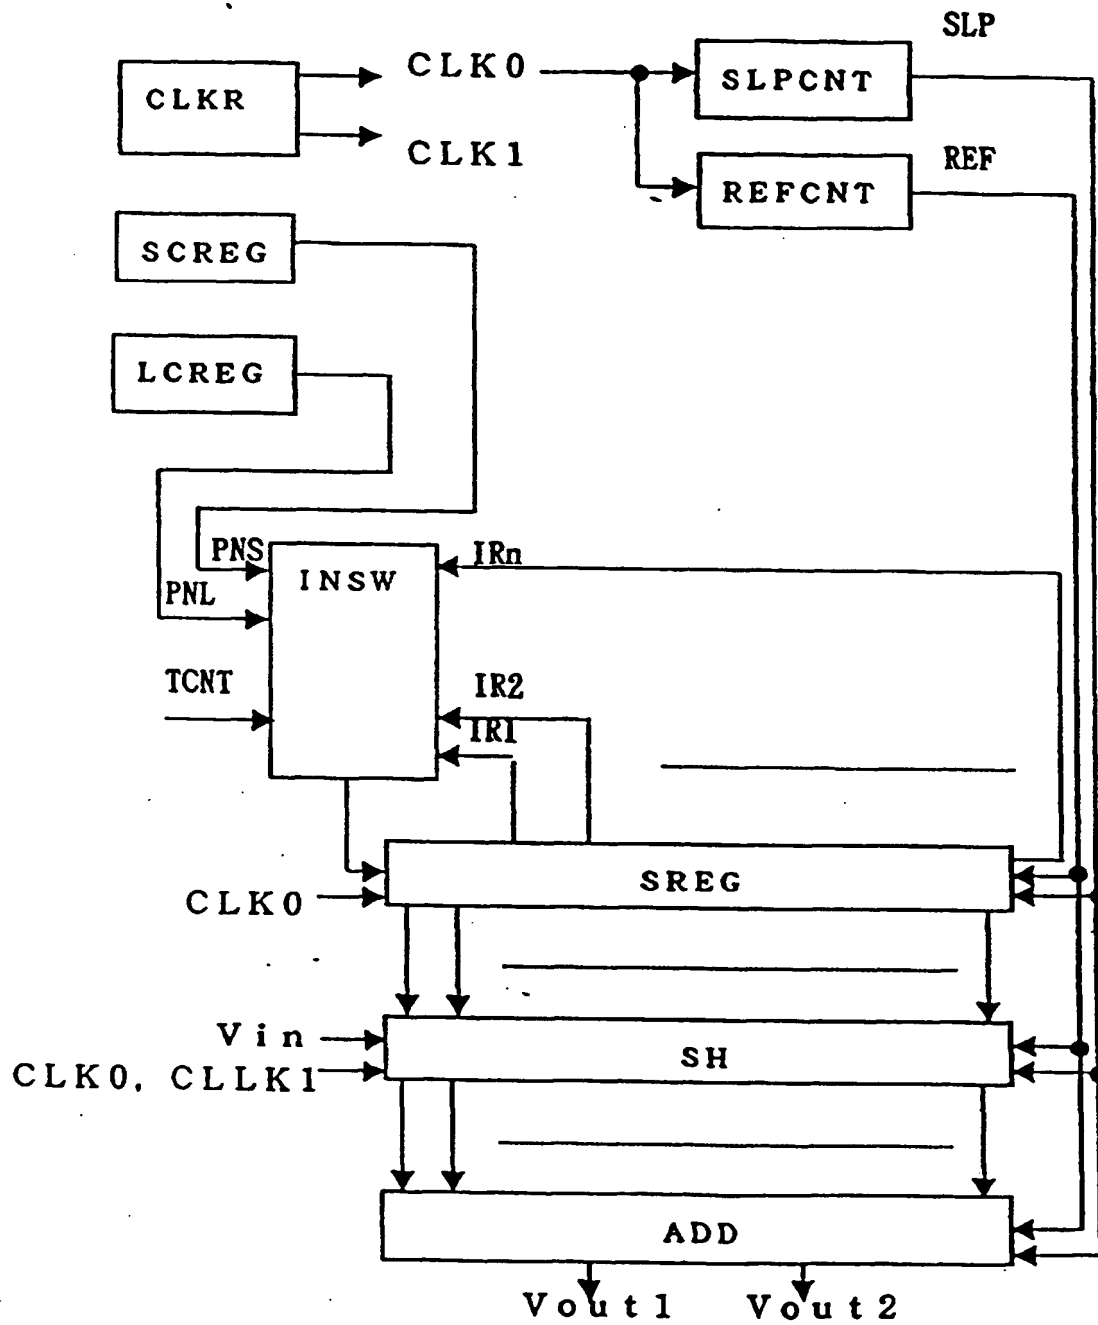 SLP
CLKR
CLK0
SLPCNT
CLK1
REF
REFCNT
SCREG
LCREG
PNS
INSW
IRn
PNL
TCNT
IR2
IR1
SREG
CLK0
Vin
SH
CLK0, CLLK1
ADD
Vout1
Vout2